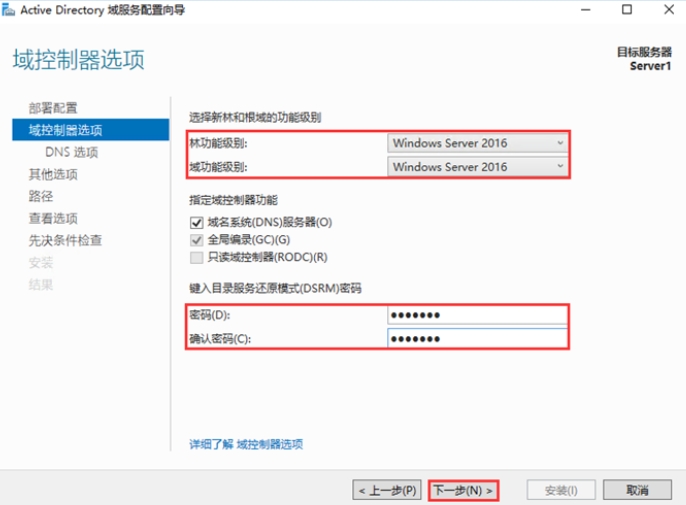 Active Directory 域服务配置向导
域控制器选项
目标服务器
Server1
部署配置
域控制器选项
DNS 选项
其他选项
路径
查看选项
先决条件检查
安装
结果
选择新林和根域的功能级别
林功能级别: Windows Server 2016
域功能级别: Windows Server 2016
指定域控制器功能
域名系统(DNS)服务器(O)
全局编录(GC)(G)
只读域控制器(RODC)(R)
键入目录服务还原模式(DSRM)密码
密码(D): ●●●●●●●
确认密码(C): ●●●●●●●
详细了解 域控制器选项
< 上一步(P) 下一步(N) > 安装(I) 取消